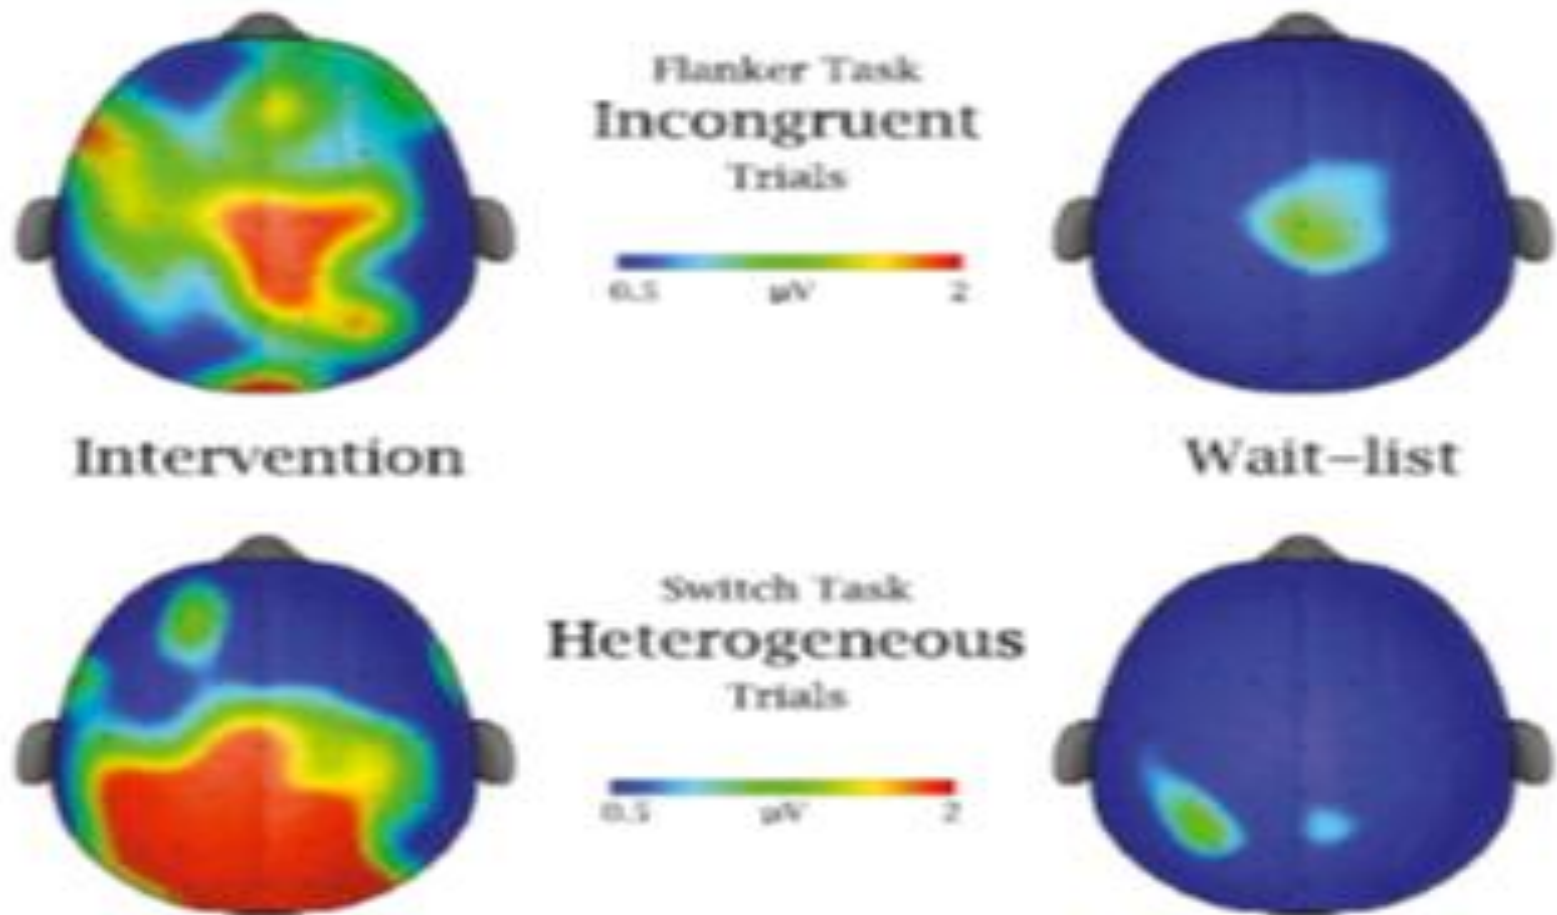 Flanker Task
Incongruent
Trials
0.5 μV 2
Intervention
Wait-list
Switch Task
Heterogeneous
Trials
0.5 μV 2